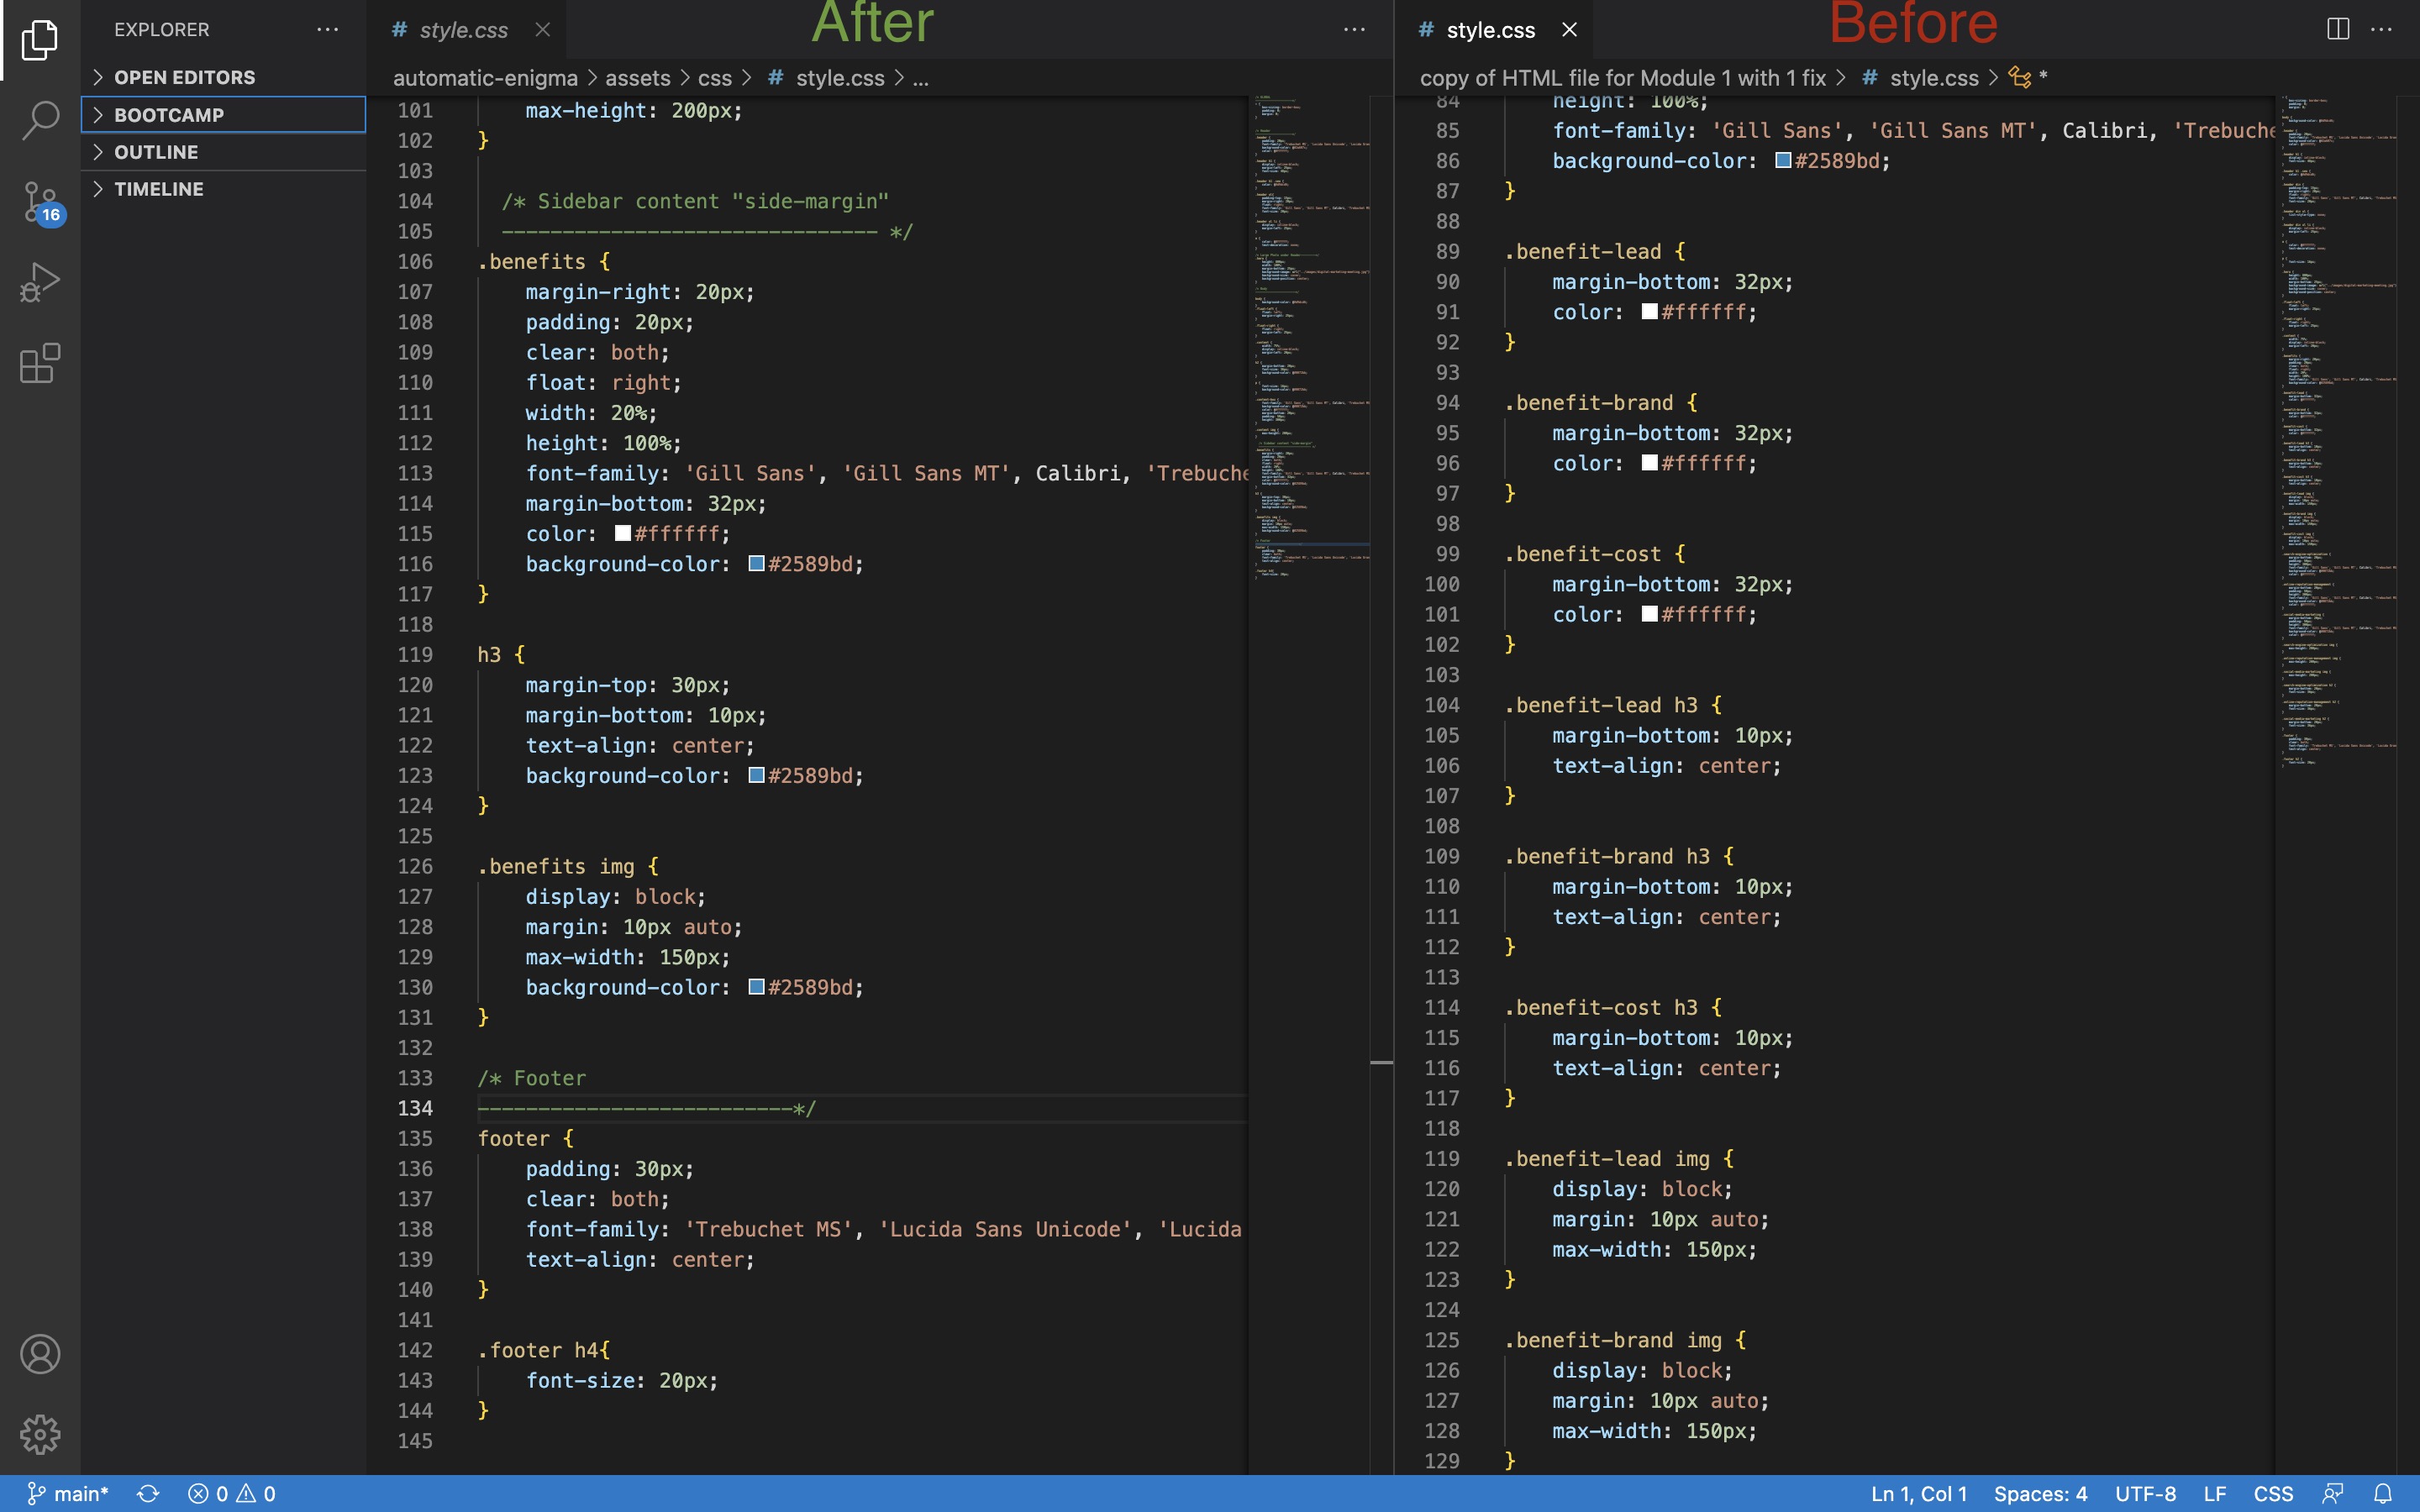 EXPLORER
OPEN EDITORS
BOOTCAMP
OUTLINE
TIMELINE
16
# style.css
After
automatic-enigma > assets > css > # style.css > ...
101 max-height: 200px;
102 }
103
104 /* Sidebar content "side-margin"
105 ------------------------------- */
106 .benefits {
107 margin-right: 20px;
108 padding: 20px;
109 clear: both;
110 float: right;
111 width: 20%;
112 height: 100%;
113 font-family: 'Gill Sans', 'Gill Sans MT', Calibri, 'Trebuche
114 margin-bottom: 32px;
115 color: #ffffff;
116 background-color: #2589bd;
117 }
118
119 h3 {
120 margin-top: 30px;
121 margin-bottom: 10px;
122 text-align: center;
123 background-color: #2589bd;
124 }
125
126 .benefits img {
127 display: block;
128 margin: 10px auto;
129 max-width: 150px;
130 background-color: #2589bd;
131 }
132
133 /* Footer
134 --------------------------*/
135 footer {
136 padding: 30px;
137 clear: both;
138 font-family: 'Trebuchet MS', 'Lucida Sans Unicode', 'Lucida
139 text-align: center;
140 }
141
142 .footer h4{
143 font-size: 20px;
144 }
145
# style.css
Before
copy of HTML file for Module 1 with 1 fix > # style.css > *
84 height: 100%;
85 font-family: 'Gill Sans', 'Gill Sans MT', Calibri, 'Trebuche
86 background-color: #2589bd;
87 }
88
89 .benefit-lead {
90 margin-bottom: 32px;
91 color: #ffffff;
92 }
93
94 .benefit-brand {
95 margin-bottom: 32px;
96 color: #ffffff;
97 }
98
99 .benefit-cost {
100 margin-bottom: 32px;
101 color: #ffffff;
102 }
103
104 .benefit-lead h3 {
105 margin-bottom: 10px;
106 text-align: center;
107 }
108
109 .benefit-brand h3 {
110 margin-bottom: 10px;
111 text-align: center;
112 }
113
114 .benefit-cost h3 {
115 margin-bottom: 10px;
116 text-align: center;
117 }
118
119 .benefit-lead img {
120 display: block;
121 margin: 10px auto;
122 max-width: 150px;
123 }
124
125 .benefit-brand img {
126 display: block;
127 margin: 10px auto;
128 max-width: 150px;
129 }
main* 0 0
Ln 1, Col 1 Spaces: 4 UTF-8 LF CSS